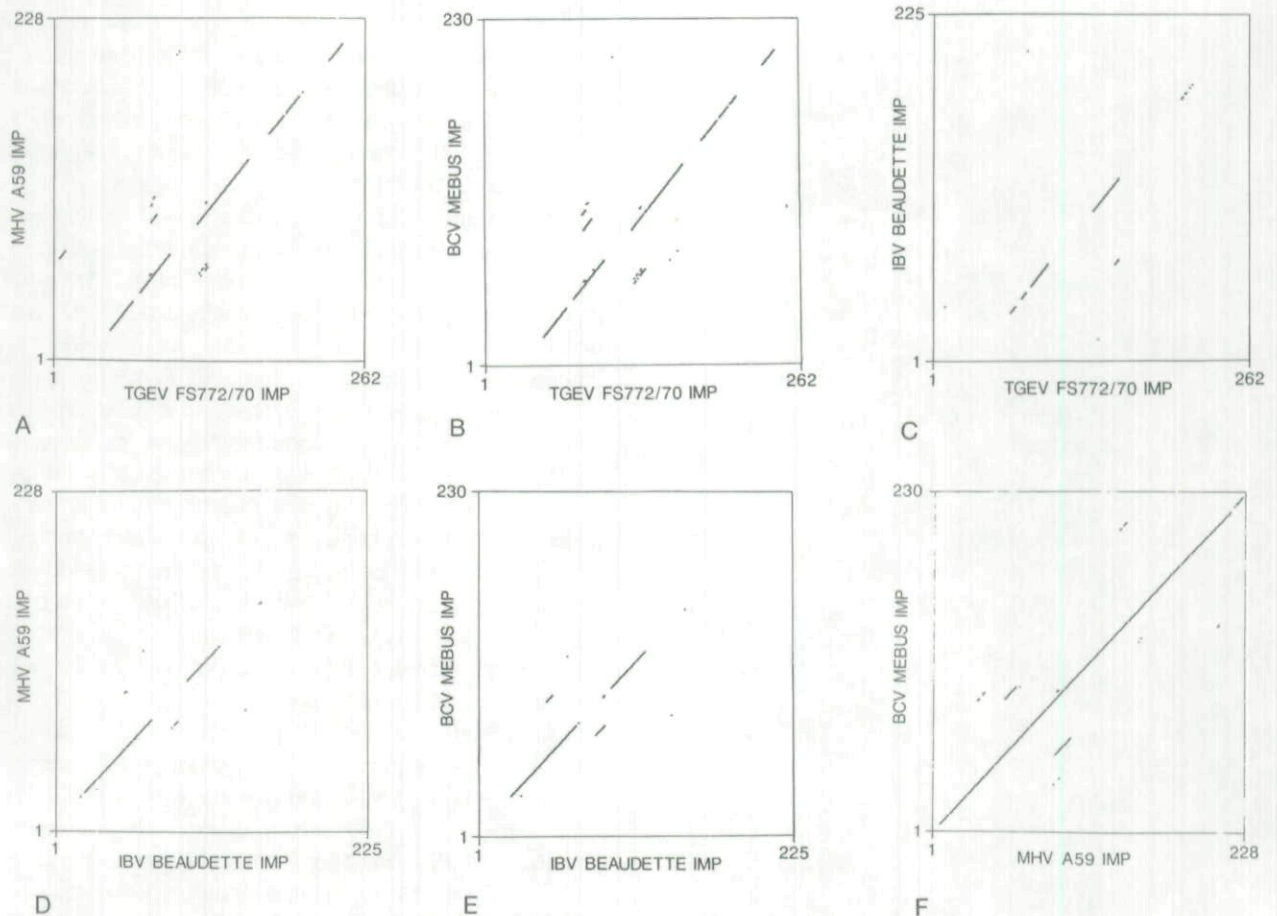 228
MHV A59 IMP
1
1
262
TGEV FS772/70 IMP
A
230
BCV MEBUS IMP
1
1
262
TGEV FS772/70 IMP
B
225
IBV BEAUDETTE IMP
1
1
262
TGEV FS772/70 IMP
C
228
MHV A59 IMP
1
1
225
IBV BEAUDETTE IMP
D
230
BCV MEBUS IMP
1
1
225
IBV BEAUDETTE IMP
E
230
BCV MEBUS IMP
1
1
228
MHV A59 IMP
F